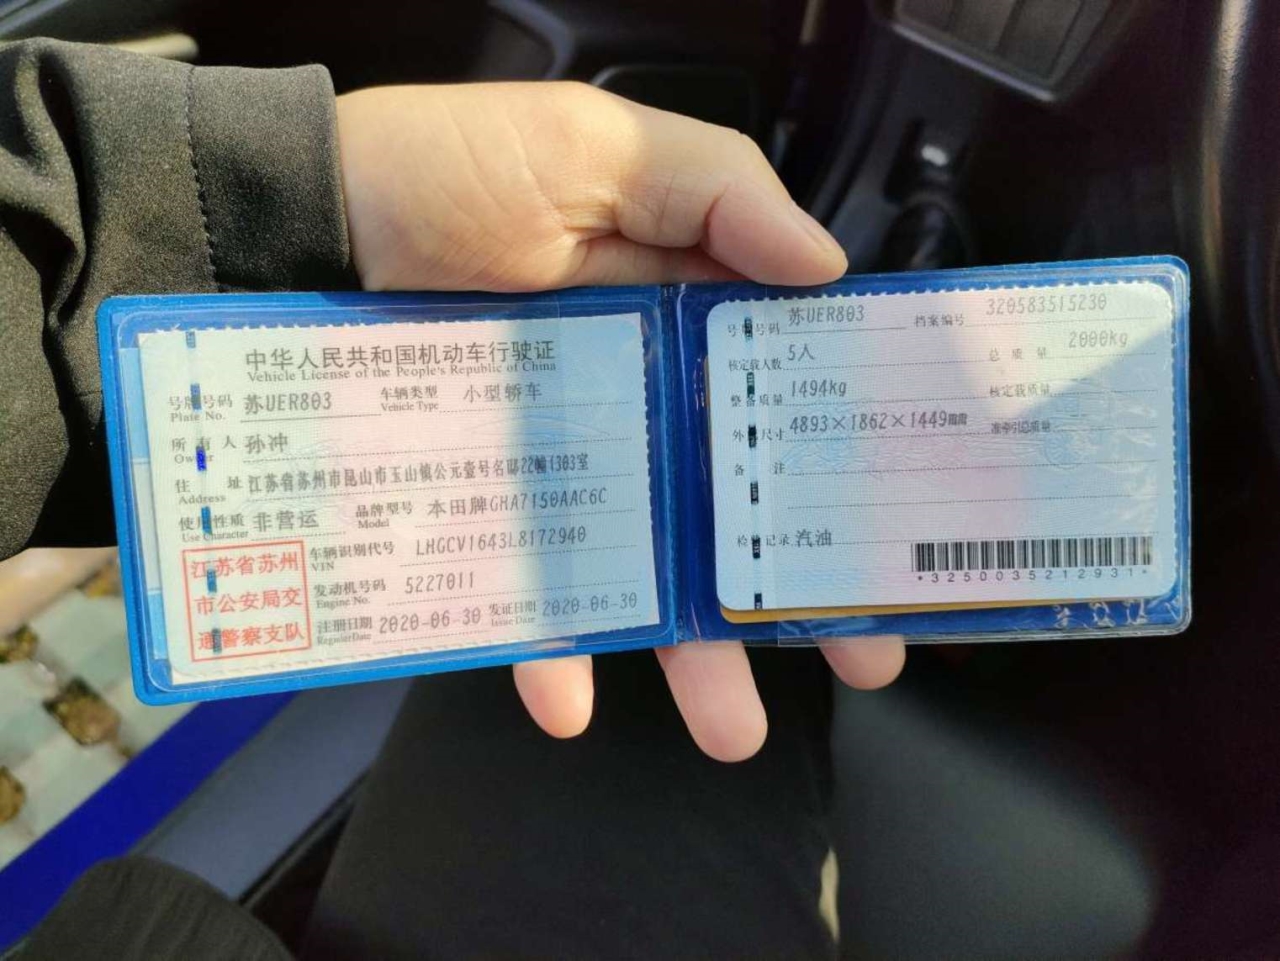 中华人民共和国机动车行驶证
Vehicle License of the People's Republic of China
号牌号码 苏UER803 车辆类型 小型轿车
Plate No. Vehicle Type
所有人 孙冲
Owner
住址 江苏省苏州市昆山市玉山镇公元壹号名邸22幢1303室
Address
使用性质 非营运 品牌型号 本田牌GHA7150AAC6C
Use Character Model
江苏省苏州
市公安局交
通警察支队
车辆识别代号 LHGCV1643L8172940
VIN
发动机号码 5227011
Engine No.
注册日期 2020-06-30 发证日期 2020-06-30
Register Date Issue Date
号牌号码 苏UER803 档案编号 320583515230
核定载人数 5人 总质量 2000kg
整备质量 1494kg 核定载质量
外廓尺寸 4893×1862×1449mm 准牵引总质量
备注
检验记录 汽油
*3250035212931*